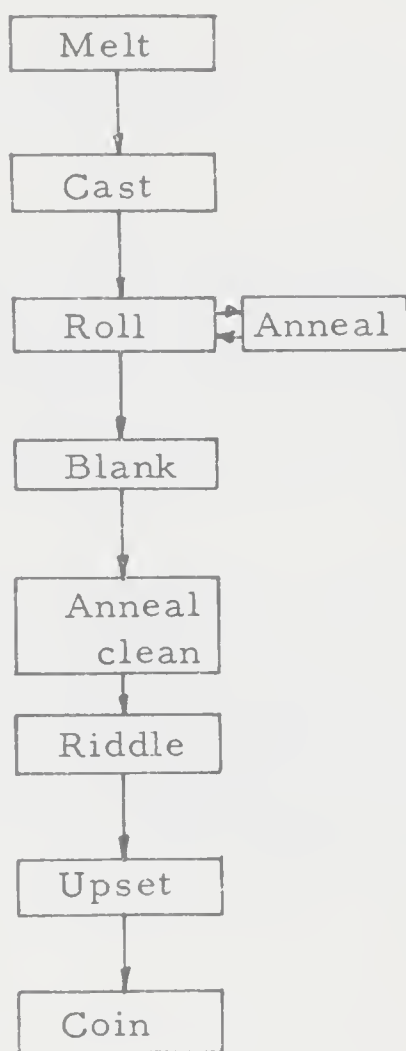 Melt
Cast
Roll
Anneal
Blank
Anneal
clean
Riddle
Upset
Coin